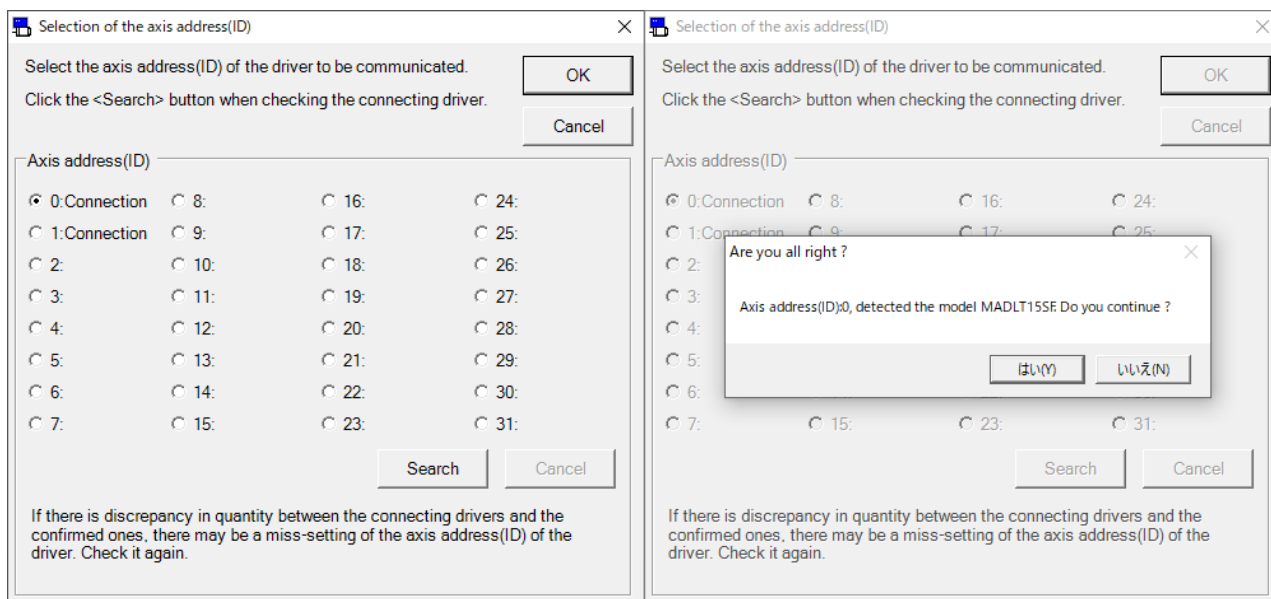 Selection of the axis address(ID)
Select the axis address(ID) of the driver to be communicated.
Click the <Search> button when checking the connecting driver.
OK
Cancel
Axis address(ID)
0:Connection 8: 16: 24:
1:Connection 9: 17: 25:
2: 10: 18: 26:
3: 11: 19: 27:
4: 12: 20: 28:
5: 13: 21: 29:
6: 14: 22: 30:
7: 15: 23: 31:
Search Cancel
If there is discrepancy in quantity between the connecting drivers and the
confirmed ones, there may be a miss-setting of the axis address(ID) of the
driver. Check it again.
Selection of the axis address(ID)
Select the axis address(ID) of the driver to be communicated.
Click the <Search> button when checking the connecting driver.
OK
Cancel
Axis address(ID)
0:Connection 8: 16: 24:
1:Connection 9: 17: 25:
2:
3:
4:
5:
6:
7: 15: 23: 31:
Are you all right ?
Axis address(ID):0, detected the model MADLT15SF. Do you continue ?
はい(Y) いいえ(N)
Search Cancel
If there is discrepancy in quantity between the connecting drivers and the
confirmed ones, there may be a miss-setting of the axis address(ID) of the
driver. Check it again.